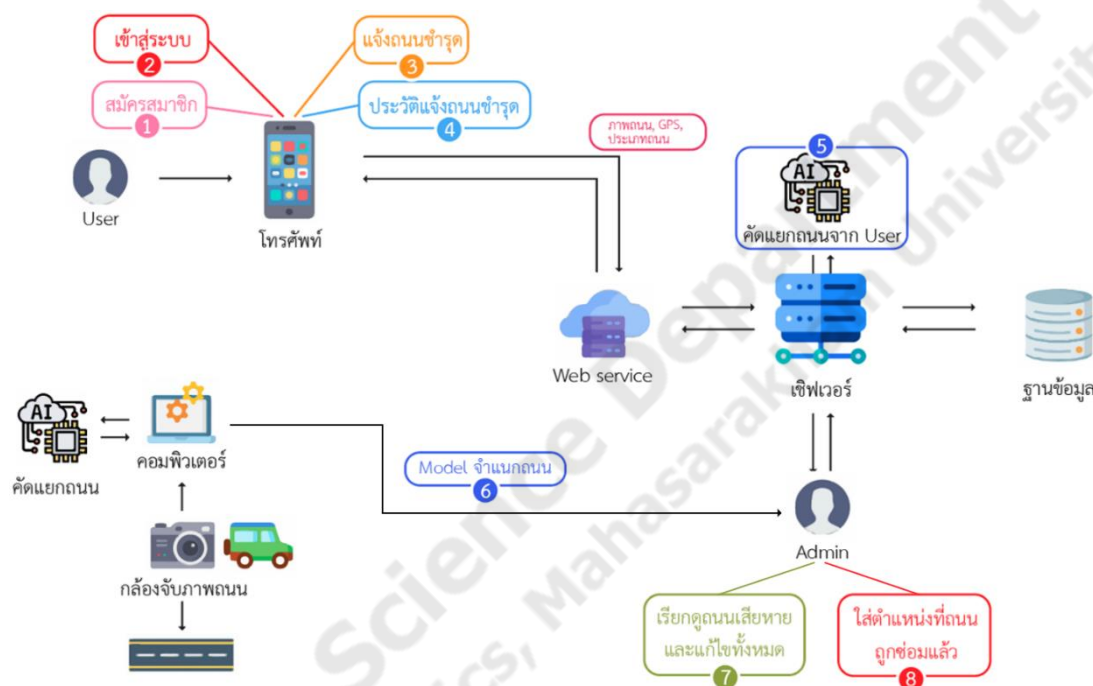 เข้าสู่ระบบ
2
แจ้งถนนชำรุด
3
สมัครสมาชิก
1
ประวัติแจ้งถนนชำรุด
4
ภาพถนน, GPS,
ประเภทถนน
5
AI
คัดแยกถนนจาก User
User
โทรศัพท์
Web service
เซิฟเวอร์
ฐานข้อมูล
AI
คัดแยกถนน
คอมพิวเตอร์
Model จำแนกถนน
6
กล้องจับภาพถนน
Admin
เรียกดูถนนเสียหาย
และแก้ไขทั้งหมด
7
ใส่ตำแหน่งที่ถนน
ถูกซ่อมแล้ว
8
Science Department
ics, Mahasarakham Universit